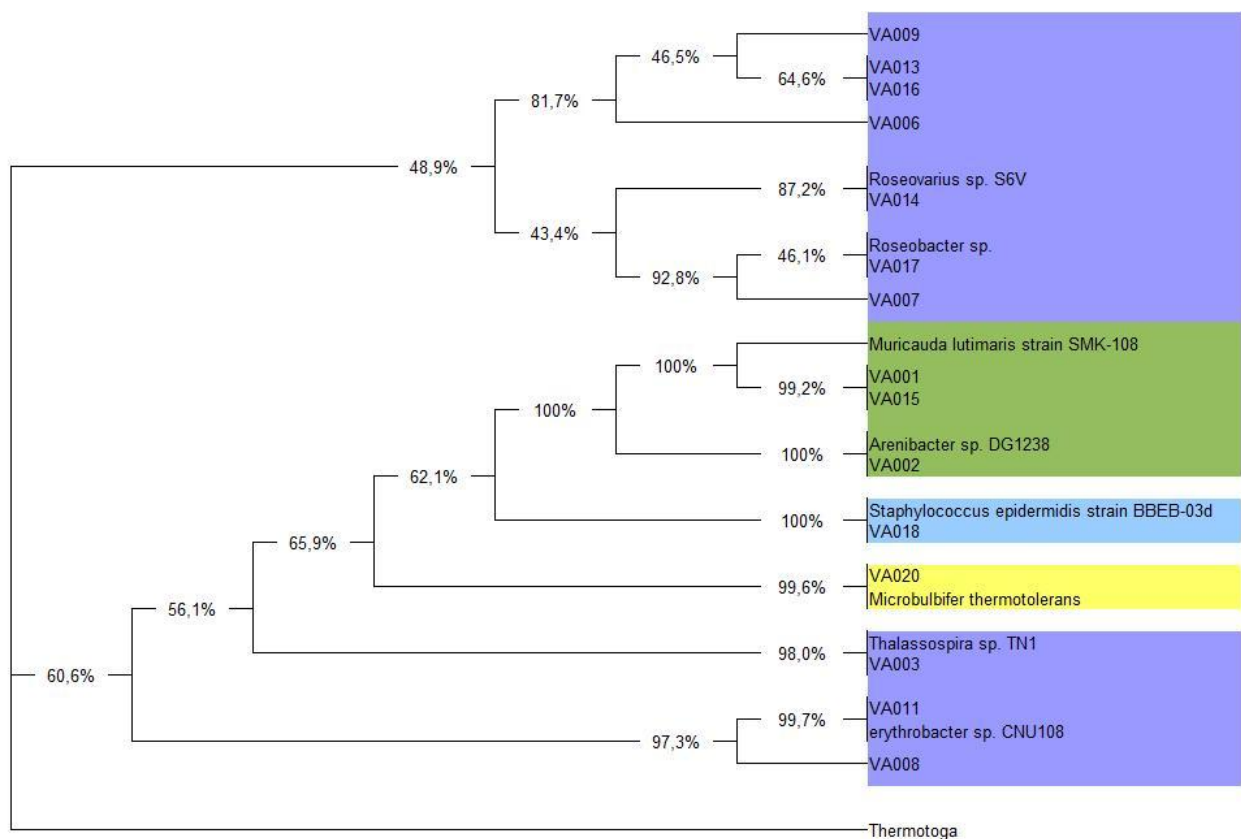 VA009
46,5%
VA013
64,6%
VA016
81,7%
VA006
48,9%
Roseovarius sp. S6V
87,2%
VA014
43,4%
Roseobacter sp.
46,1%
VA017
92,8%
VA007
Muricauda lutimaris strain SMK-108
100%
VA001
99,2%
VA015
100%
Arenibacter sp. DG1238
100%
VA002
62,1%
Staphylococcus epidermidis strain BBEB-03d
100%
VA018
65,9%
VA020
99,6%
Microbulbifer thermotolerans
56,1%
Thalassospira sp. TN1
98,0%
VA003
60,6%
VA011
99,7%
erythrobacter sp. CNU108
97,3%
VA008
Thermotoga